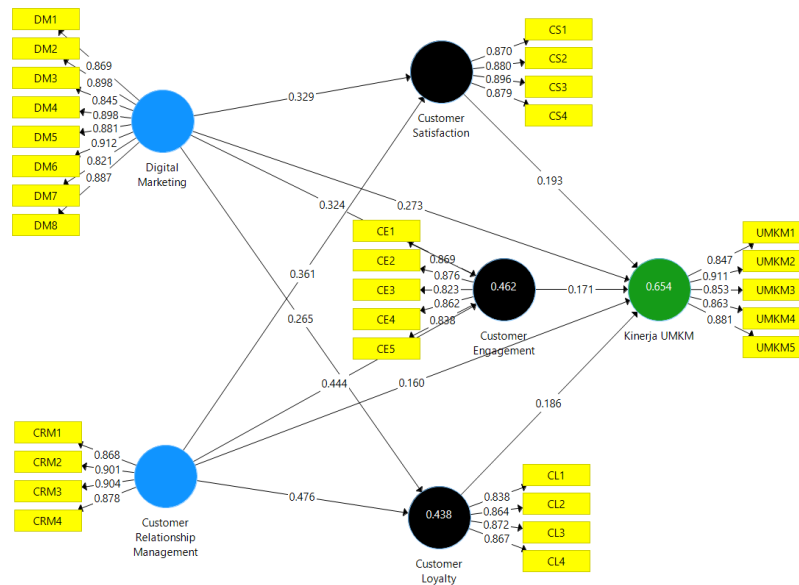 DM1
DM2
DM3
DM4
DM5
DM6
DM7
DM8
0.869
0.898
0.845
0.898
0.881
0.912
0.821
0.887
Digital
Marketing
CRM1
CRM2
CRM3
CRM4
0.868
0.901
0.904
0.878
Customer
Relationship
Management
0.329
0.324
0.273
0.265
0.361
0.444
0.160
0.476
Customer
Satisfaction
0.870
0.880
0.896
0.879
CS1
CS2
CS3
CS4
0.193
CE1
CE2
CE3
CE4
CE5
0.869
0.876
0.823
0.862
0.838
0.462
Customer
Engagement
0.171
0.438
Customer
Loyalty
0.838
0.864
0.872
0.867
CL1
CL2
CL3
CL4
0.186
0.654
Kinerja UMKM
0.847
0.911
0.853
0.863
0.881
UMKM1
UMKM2
UMKM3
UMKM4
UMKM5